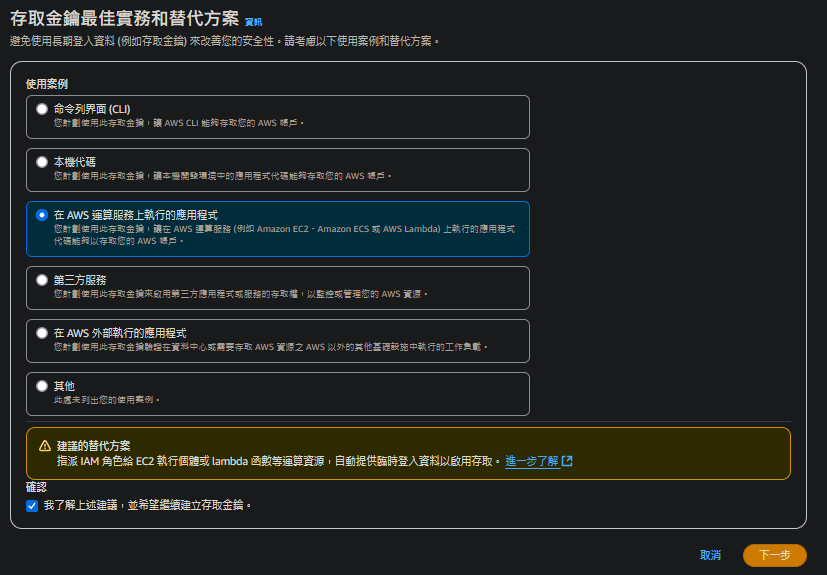 存取金鑰最佳實務和替代方案 資訊
避免使用長期登入資料 (例如存取金鑰) 來改善您的安全性。請考慮以下使用案例和替代方案。
使用案例
命令列界面 (CLI)
您計劃使用此存取金鑰，讓 AWS CLI 能夠存取您的 AWS 帳戶。
本機代碼
您計劃使用此存取金鑰，讓本機開發環境中的應用程式代碼能夠存取您的 AWS 帳戶。
在 AWS 運算服務上執行的應用程式
您計劃使用此存取金鑰，讓在 AWS 運算服務 (例如 Amazon EC2、Amazon ECS 或 AWS Lambda) 上執行的應用程式
代碼能夠以存取您的 AWS 帳戶。
第三方服務
您計劃使用此存取金鑰來啟用第三方應用程式或服務的存取權，以監控或管理您的 AWS 資源。
在 AWS 外部執行的應用程式
您計劃使用此存取金鑰驗證在資料中心或需要存取 AWS 資源之 AWS 以外的其他基礎設施中執行的工作負載。
其他
此處未列出您的使用案例。
建議的替代方案
指派 IAM 角色給 EC2 執行個體或 lambda 函數等運算資源，自動提供臨時登入資料以啟用存取。 進一步了解
確認
我了解上述建議，並希望繼續建立存取金鑰。
取消
下一步